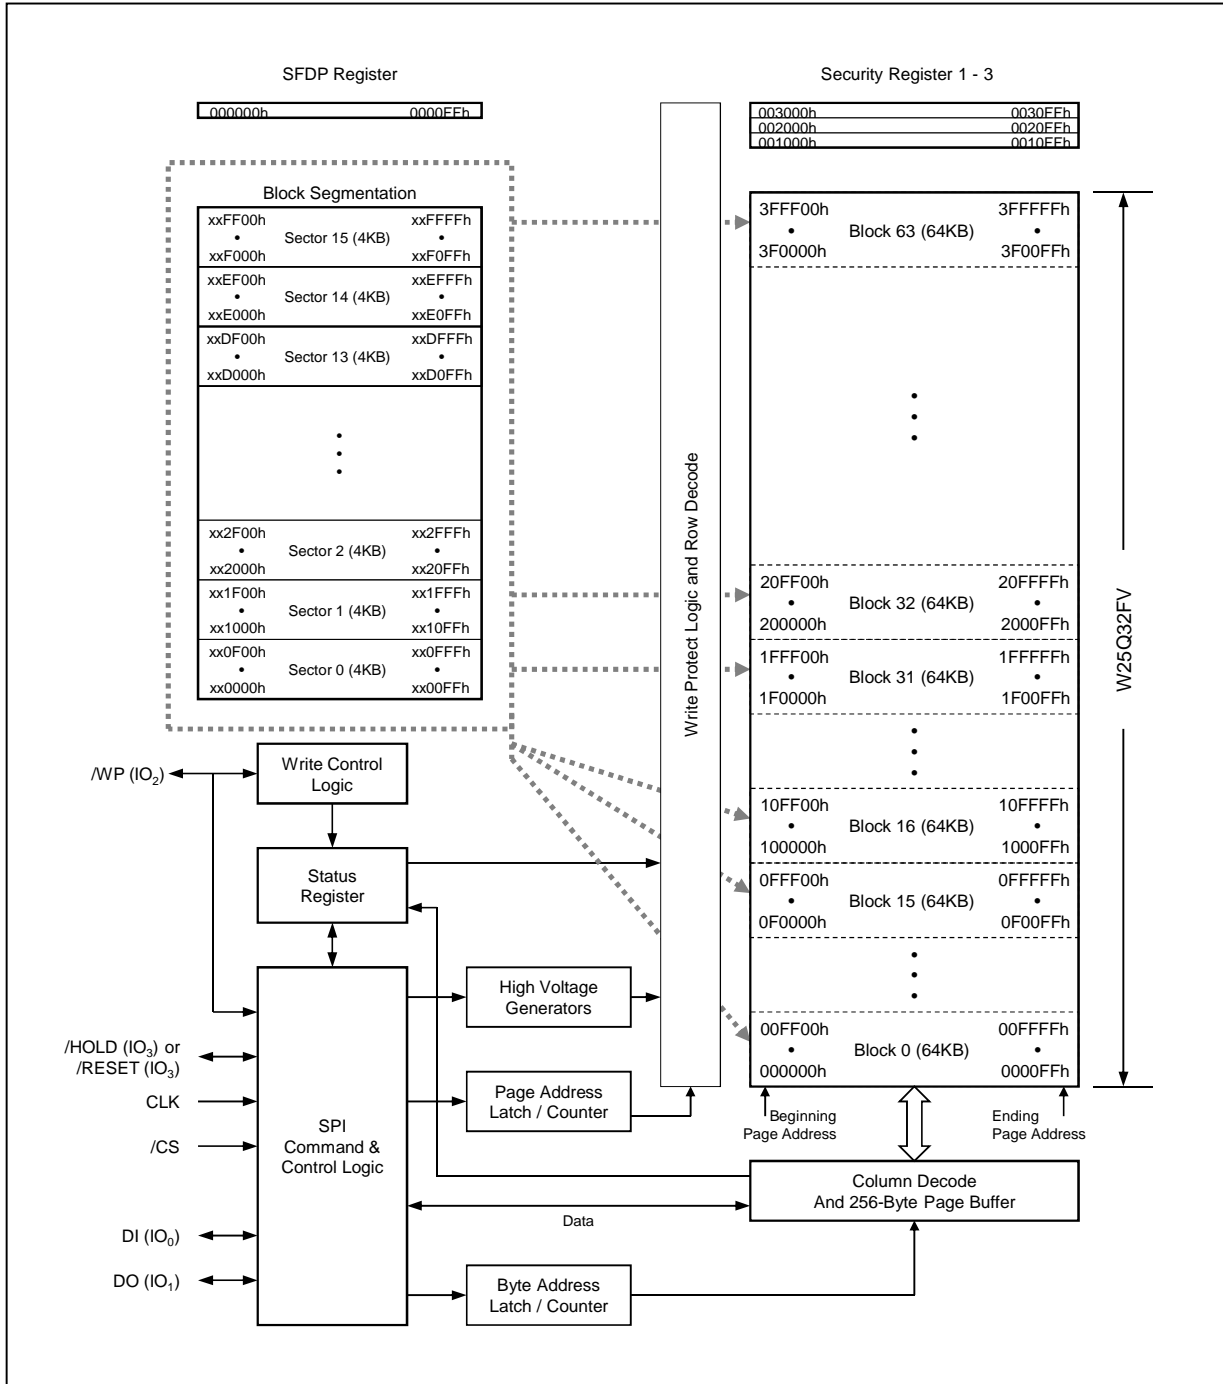 SFDP Register
000000h 0000FFh
Security Register 1 - 3
003000h 0030FFh
002000h 0020FFh
001000h 0010FFh
Block Segmentation
xxFF00h xxFFFFh
• Sector 15 (4KB) •
xxF000h xxF0FFh
xxEF00h xxEFFFh
• Sector 14 (4KB) •
xxE000h xxE0FFh
xxDF00h xxDFFFh
• Sector 13 (4KB) •
xxD000h xxD0FFh
xx2F00h xx2FFFh
• Sector 2 (4KB) •
xx2000h xx20FFh
xx1F00h xx1FFFh
• Sector 1 (4KB) •
xx1000h xx10FFh
xx0F00h xx0FFFh
• Sector 0 (4KB) •
xx0000h xx00FFh
Write Protect Logic and Row Decode
3FFF00h 3FFFFFh
• Block 63 (64KB) •
3F0000h 3F00FFh
20FF00h 20FFFFh
• Block 32 (64KB) •
200000h 2000FFh
1FFF00h 1FFFFFh
• Block 31 (64KB) •
1F0000h 1F00FFh
10FF00h 10FFFFh
• Block 16 (64KB) •
100000h 1000FFh
0FFF00h 0FFFFFh
• Block 15 (64KB) •
0F0000h 0F00FFh
00FF00h 00FFFFh
• Block 0 (64KB) •
000000h 0000FFh
W25Q32FV
Beginning
Page Address
Ending
Page Address
/WP (IO2)
Write Control
Logic
Status
Register
High Voltage
Generators
/HOLD (IO3) or
/RESET (IO3)
CLK
/CS
SPI
Command &
Control Logic
Page Address
Latch / Counter
Column Decode
And 256-Byte Page Buffer
Data
DI (IO0)
DO (IO1)
Byte Address
Latch / Counter